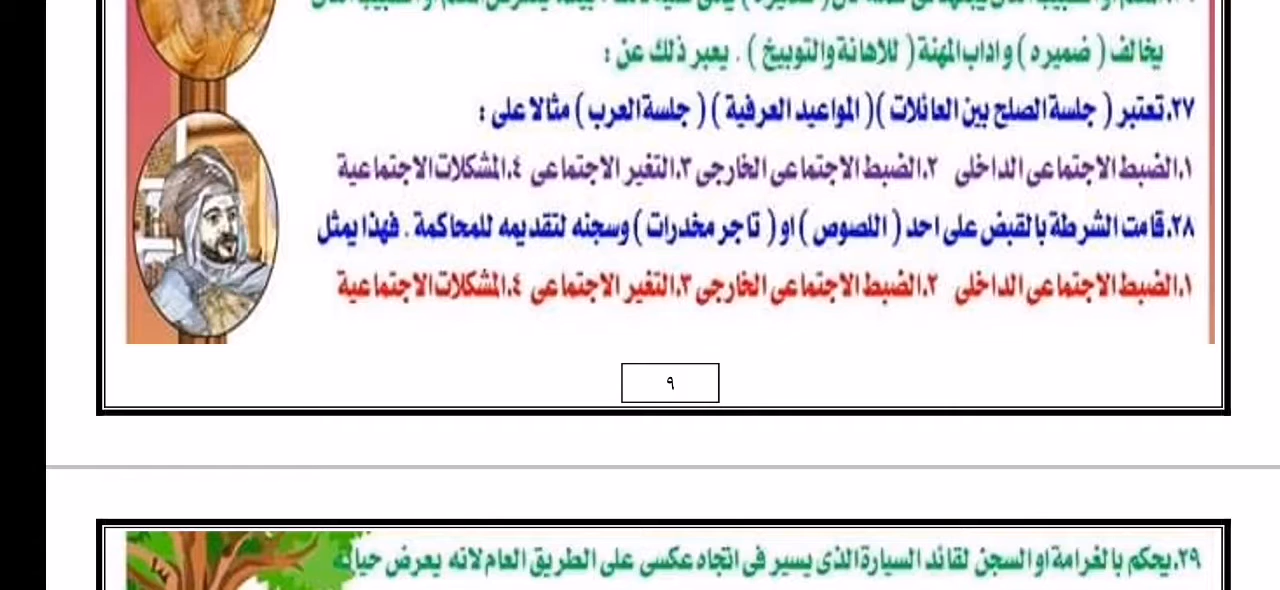 يخالف ( ضميره ) و اداب المهنة ( للاهانة والتوبيخ ) . يعبر ذلك عن :
٢٧.تعتبر ( جلسة الصلح بين العائلات )( المواعيد العرفية ) ( جلسة العرب ) مثالا على :
١.الضبط الاجتماعى الداخلى ٢.الضبط الاجتماعى الخارجى ٣.التغير الاجتماعى ٤.المشكلات الاجتماعية
٢٨.قامت الشرطة بالقبض على احد ( اللصوص ) او ( تاجر مخدرات ) وسجنه لتقديمه للمحاكمة . فهذا يمثل
١.الضبط الاجتماعى الداخلى ٢.الضبط الاجتماعى الخارجى ٣.التغير الاجتماعى ٤.المشكلات الاجتماعية
٩
٢٩.يحكم بالغرامة او السجن لقائد السيارة الذى يسير فى اتجاه عكسى على الطريق العام لانه يعرض حياته